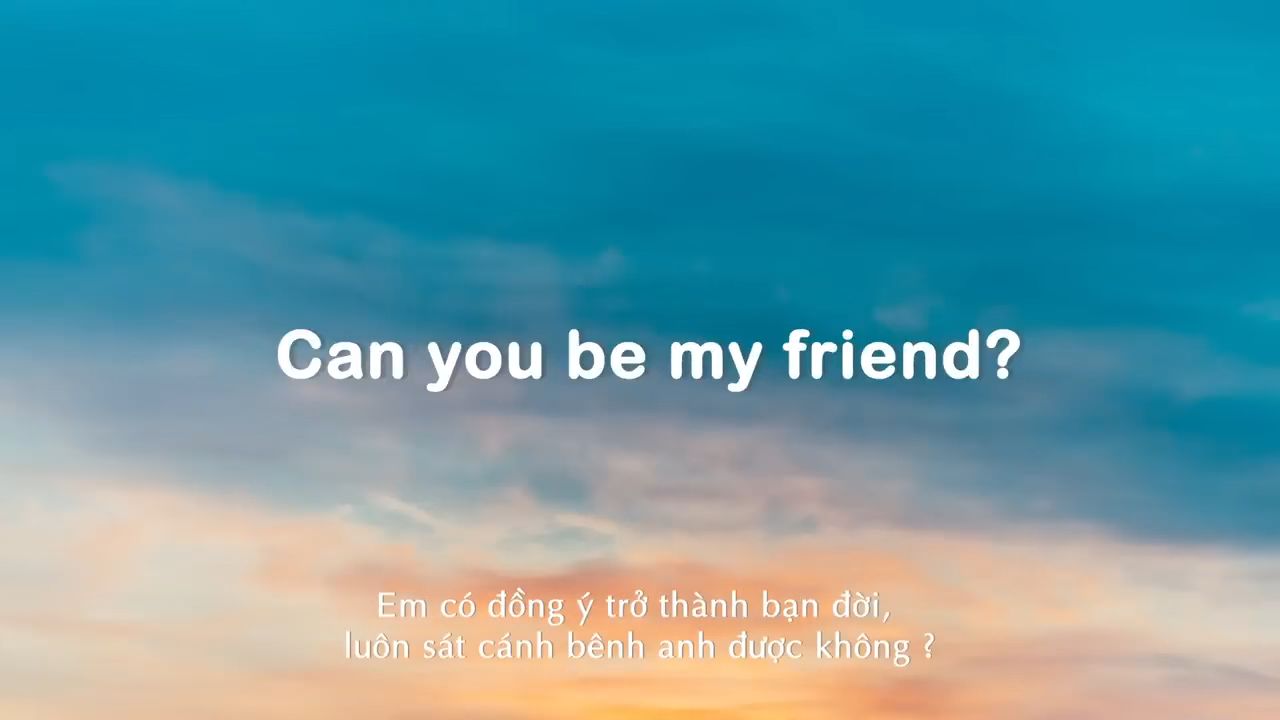 Can you be my friend?
Em có đồng ý trở thành bạn đời,
luôn sát cánh bênh anh được không ?